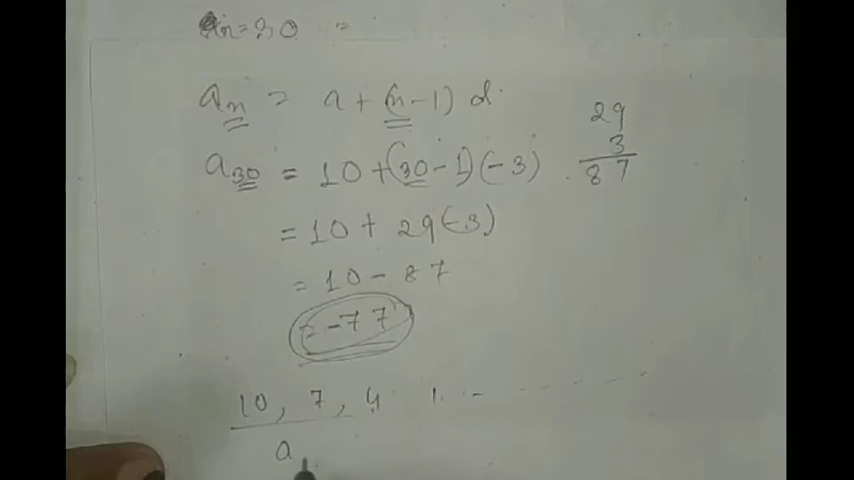 n=30 =
aₙ = a + (n-1) d
29
3
87
a₃₀ = 10 + (30-1)(-3)
= 10 + 29(-3)
= 10 - 87
= -77
10, 7, 4 1 - - - - - -
a